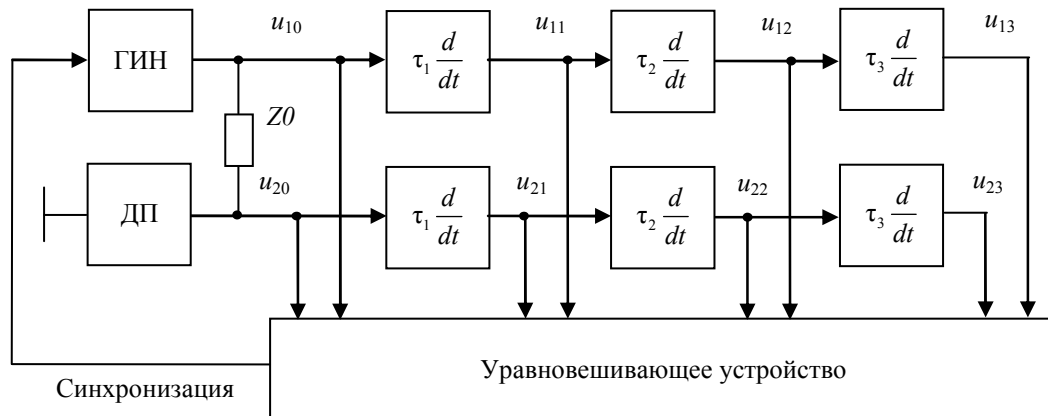 u₁₀ u₁₁ u₁₂ u₁₃
ГИН τ₁ d/dt τ₂ d/dt τ₃ d/dt
Z0
u₂₀ u₂₁ u₂₂ u₂₃
ДП τ₁ d/dt τ₂ d/dt τ₃ d/dt
Уравновешивающее устройство
Синхронизация